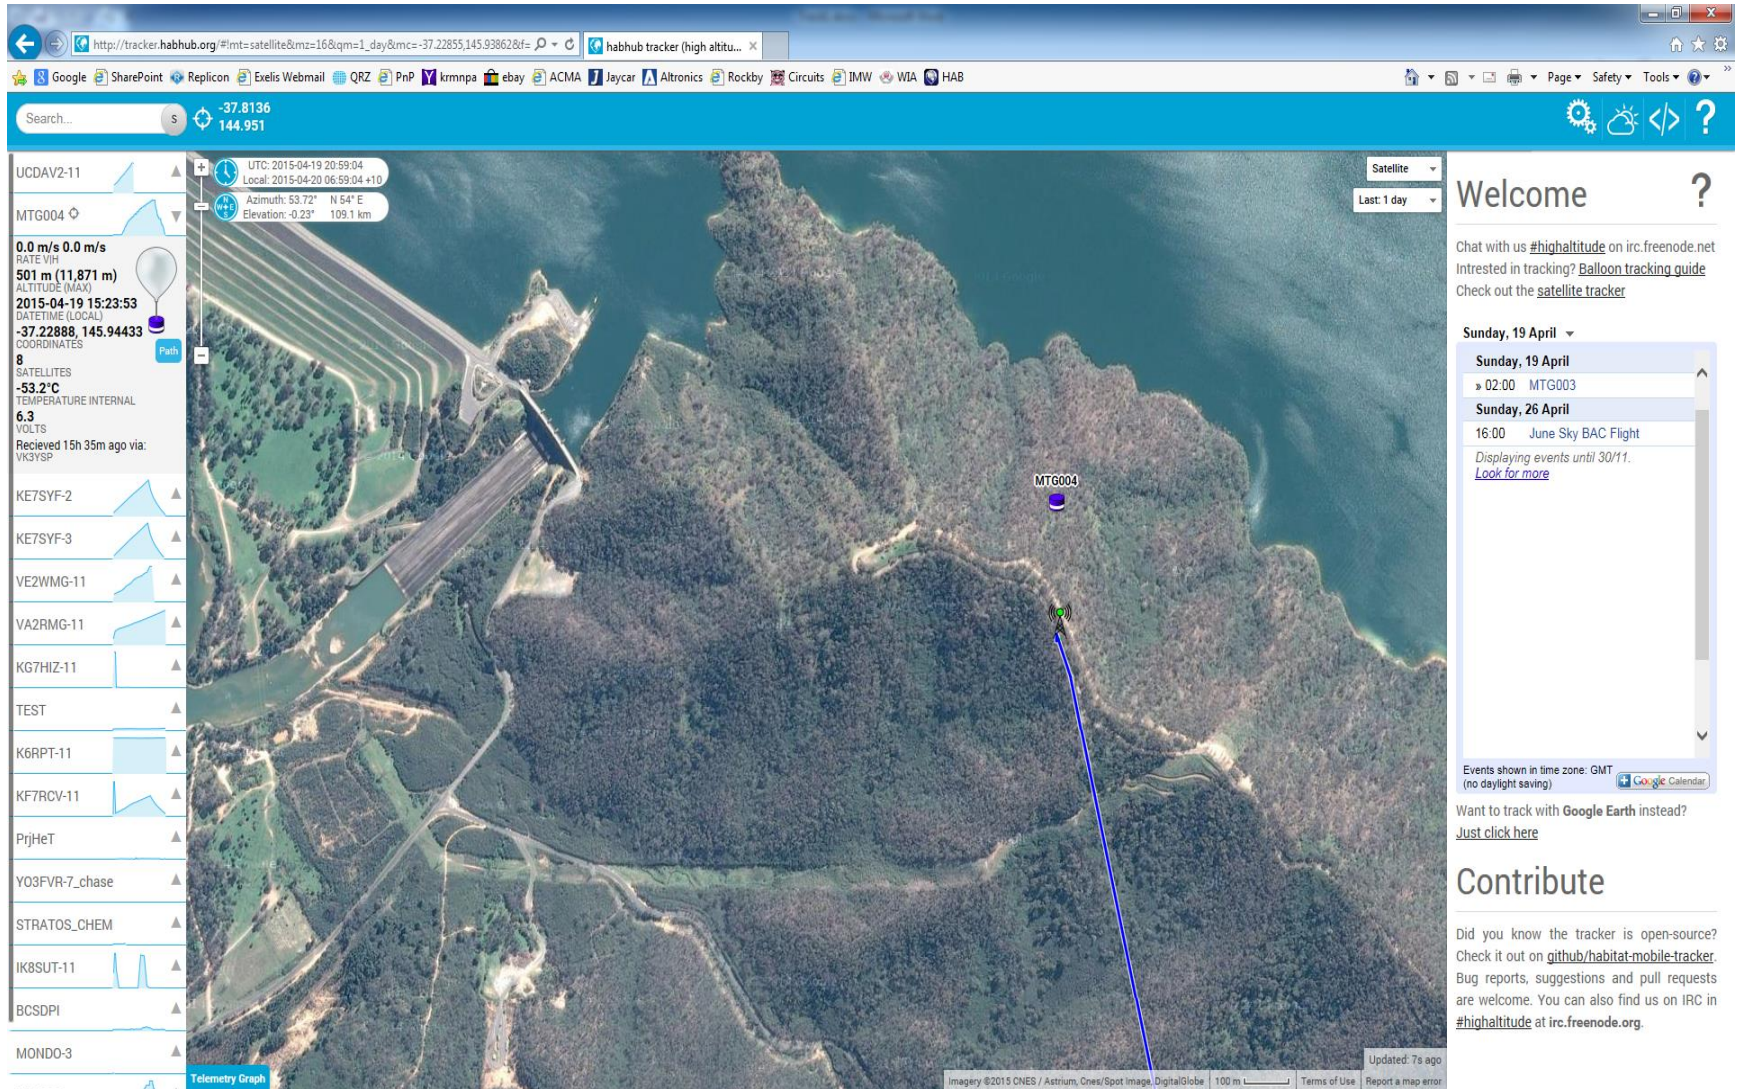 http://tracker.habhub.org/#!mt=satellite&mz=16&qm=1_day&mc=-37.22855,145.93862&f=
habhub tracker (high altitu...
Google SharePoint Replicon Exelis Webmail QRZ PnP krmnpa ebay ACMA Jaycar Altronics Rockby Circuits IMW WIA HAB
Page Safety Tools
Search...
S
-37.8136
144.951
?
UCDAV2-11
MTG004
0.0 m/s 0.0 m/s
RATE V|H
501 m (11,871 m)
ALTITUDE (MAX)
2015-04-19 15:23:53
DATETIME (LOCAL)
-37.22888, 145.94433
COORDINATES
Path
8
SATELLITES
-53.2°C
TEMPERATURE INTERNAL
6.3
VOLTS
Recieved 15h 35m ago via:
VK3YSP
KE7SYF-2
KE7SYF-3
VE2WMG-11
VA2RMG-11
KG7HIZ-11
TEST
K6RPT-11
KF7RCV-11
PrjHeT
YO3FVR-7_chase
STRATOS_CHEM
IK8SUT-11
BCSDPI
MONDO-3
UTC: 2015-04-19 20:59:04
Local: 2015-04-20 06:59:04 +10
Azimuth: 53.72° N 54° E
Elevation: -0.23° 109.1 km
Satellite
Last: 1 day
MTG004
Telemetry Graph
Updated: 7s ago
Imagery ©2015 CNES / Astrium, Cnes/Spot Image, DigitalGlobe 100 m Terms of Use Report a map error
Welcome ?
Chat with us #highaltitude on irc.freenode.net
Intrested in tracking? Balloon tracking guide
Check out the satellite tracker
Sunday, 19 April
Sunday, 19 April
» 02:00 MTG003
Sunday, 26 April
16:00 June Sky BAC Flight
Displaying events until 30/11.
Look for more
Events shown in time zone: GMT
(no daylight saving)
Google Calendar
Want to track with Google Earth instead?
Just click here
Contribute
Did you know the tracker is open-source?
Check it out on github/habitat-mobile-tracker.
Bug reports, suggestions and pull requests
are welcome. You can also find us on IRC in
#highaltitude at irc.freenode.org.